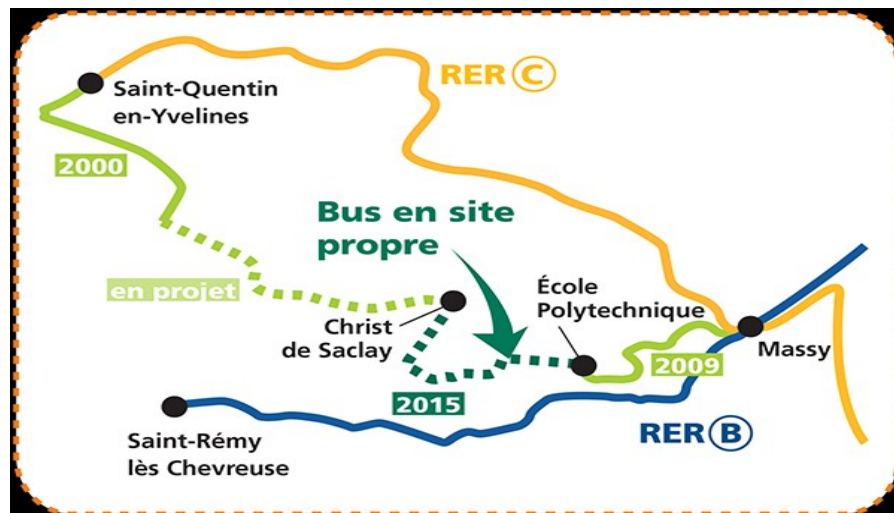 RER C
Saint-Quentin
en-Yvelines
2000
Bus en site
propre
en projet
École
Polytechnique
Christ
de Saclay
Massy
2009
2015
Saint-Rémy
lès Chevreuse
RER B